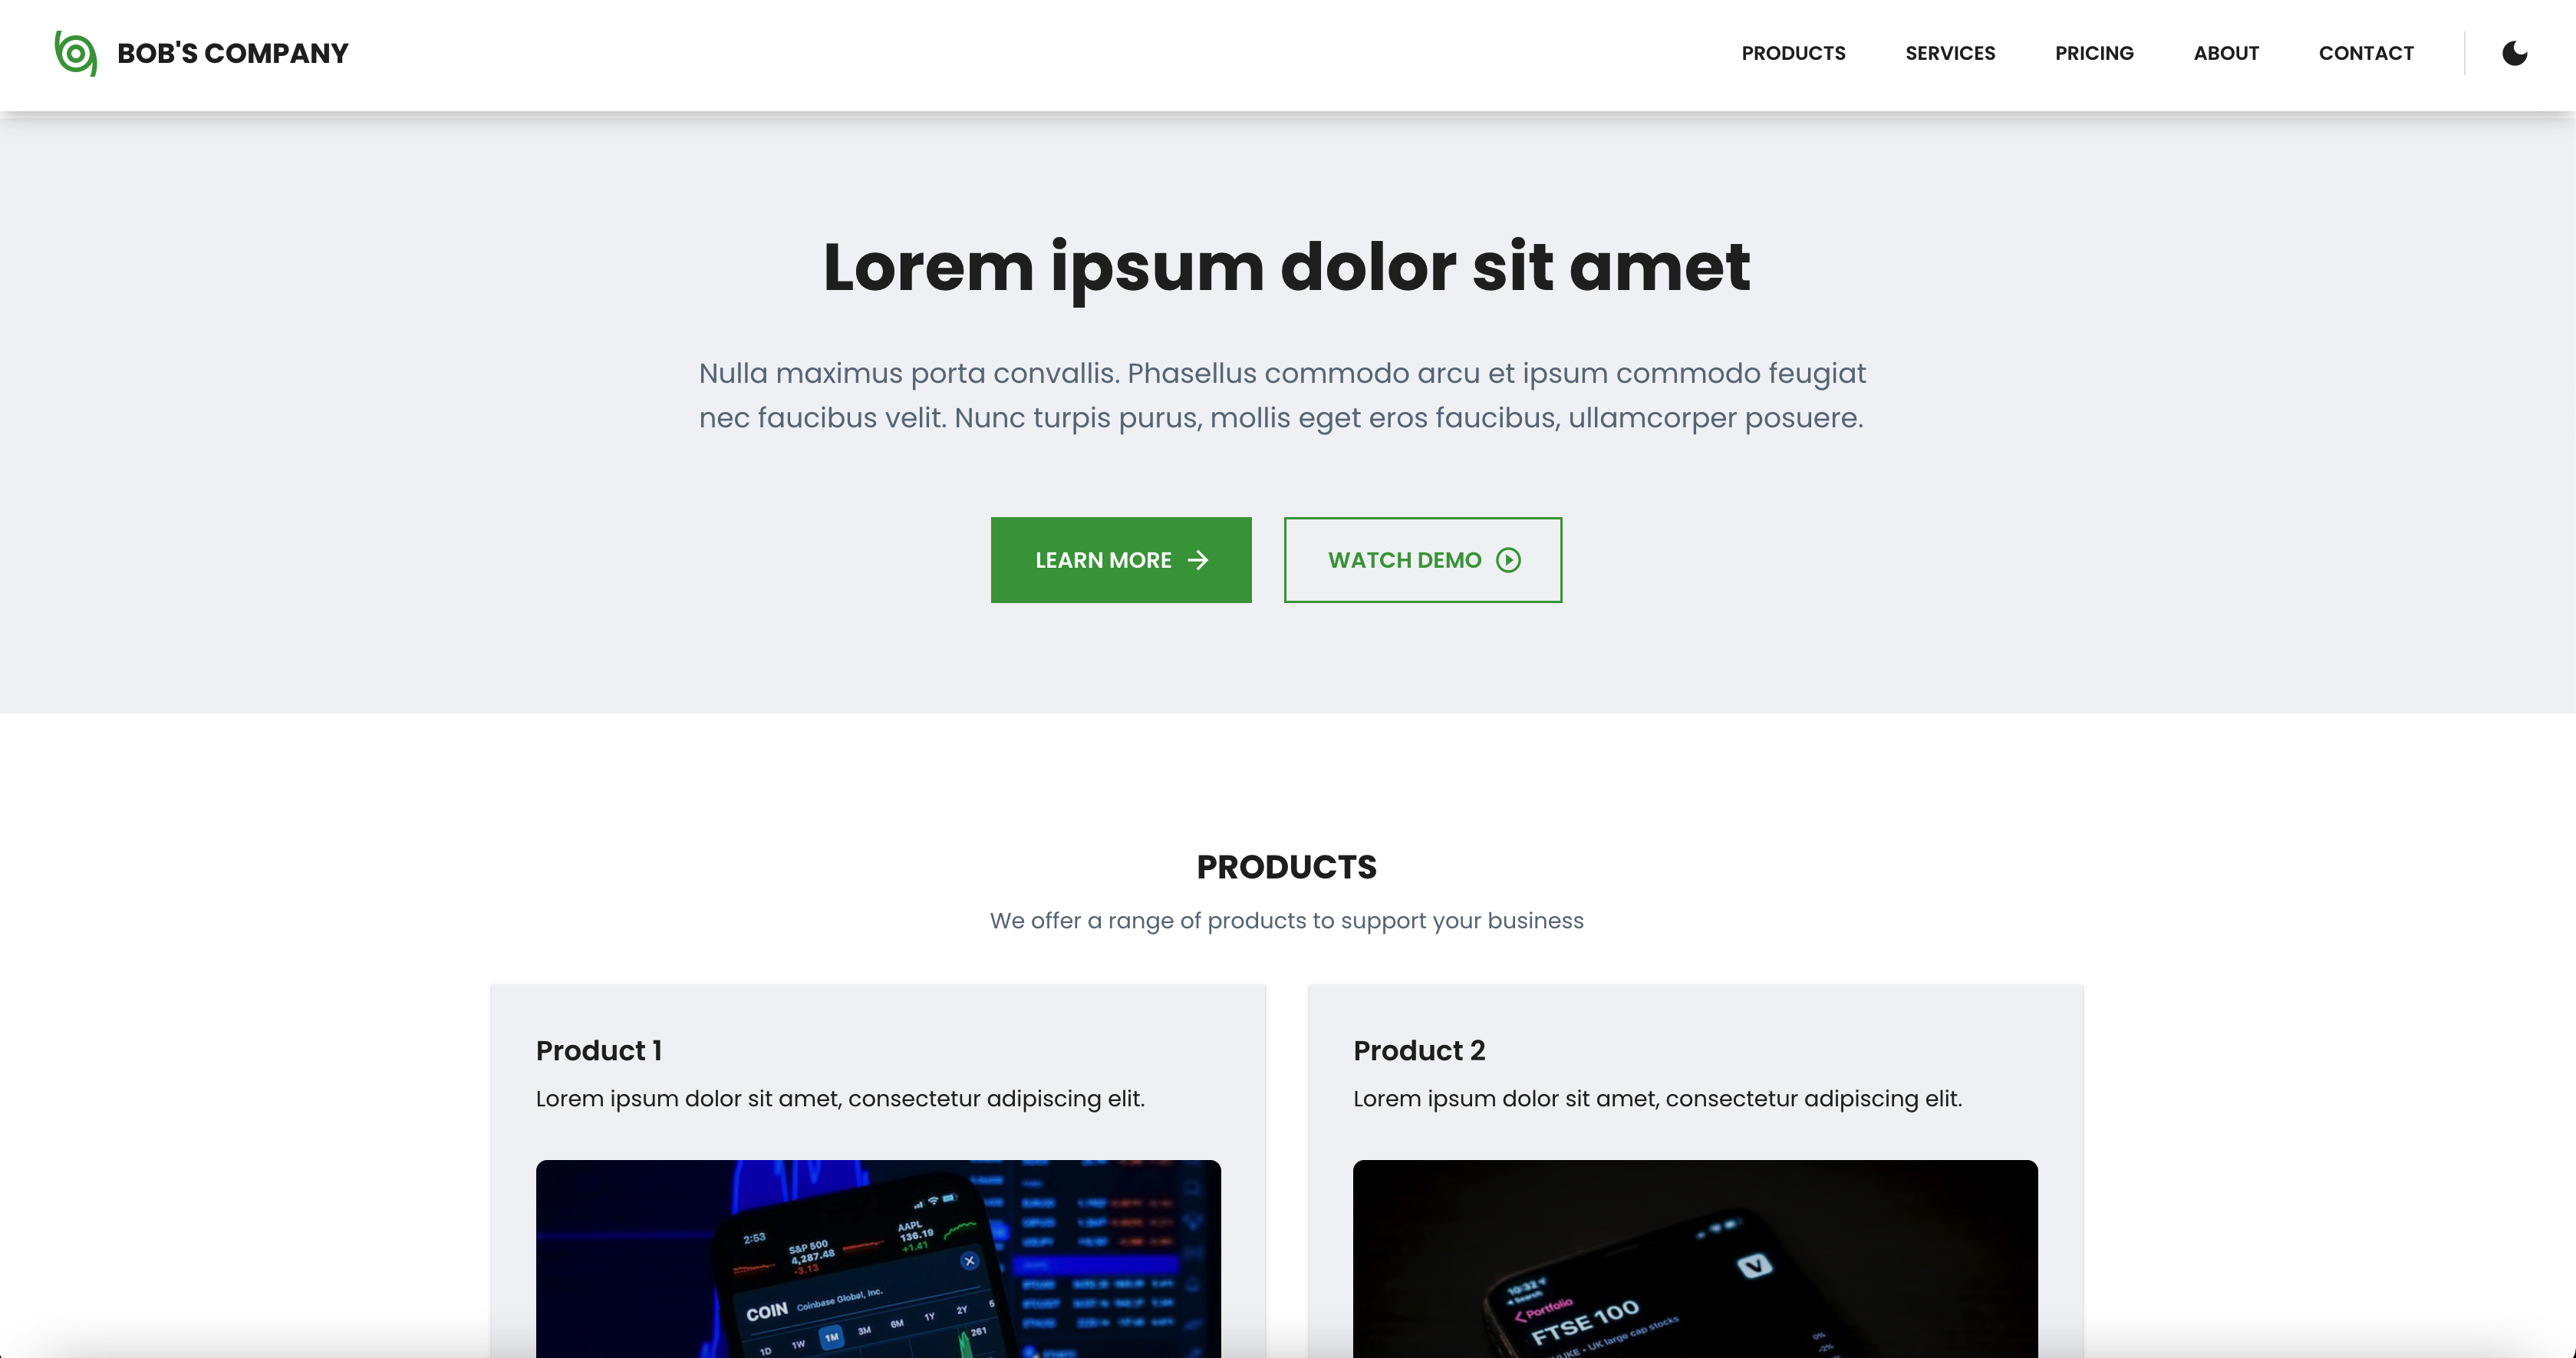 BOB'S COMPANY
PRODUCTS
SERVICES
PRICING
ABOUT
CONTACT
Lorem ipsum dolor sit amet
Nulla maximus porta convallis. Phasellus commodo arcu et ipsum commodo feugiat
nec faucibus velit. Nunc turpis purus, mollis eget eros faucibus, ullamcorper posuere.
LEARN MORE
WATCH DEMO
PRODUCTS
We offer a range of products to support your business
Product 1
Lorem ipsum dolor sit amet, consectetur adipiscing elit.
2:53
S&P 500
4,287.48
-3.13
AAPL
136.19
+1.41
COIN Coinbase Global, Inc.
1D 1W 1M 3M 6M 1Y 2Y 5
261
Product 2
Lorem ipsum dolor sit amet, consectetur adipiscing elit.
10:32
Search
Portfolio
FTSE 100
UK large cap stocks
0%
-2%